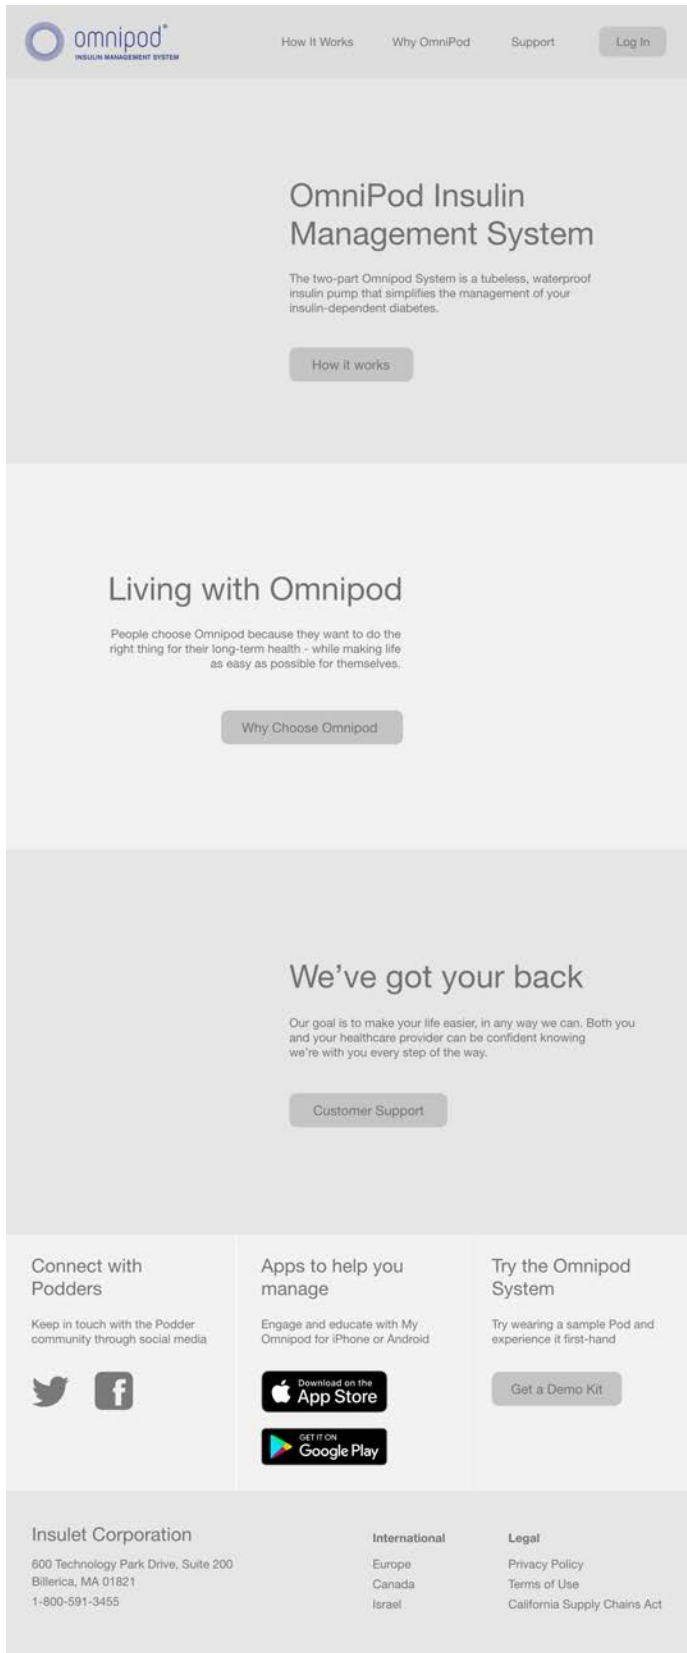 omnipod®
INSULIN MANAGEMENT SYSTEM
How It Works
Why OmniPod
Support
Log In
OmniPod Insulin
Management System
The two-part Omnipod System is a tubeless, waterproof
insulin pump that simplifies the management of your
insulin-dependent diabetes.
How it works
Living with Omnipod
People choose Omnipod because they want to do the
right thing for their long-term health - while making life
as easy as possible for themselves.
Why Choose Omnipod
We’ve got your back
Our goal is to make your life easier, in any way we can. Both you
and your healthcare provider can be confident knowing
we’re with you every step of the way.
Customer Support
Connect with
Podders
Keep in touch with the Podder
community through social media
Apps to help you
manage
Engage and educate with My
Omnipod for iPhone or Android
Download on the
App Store
GET IT ON
Google Play
Try the Omnipod
System
Try wearing a sample Pod and
experience it first-hand
Get a Demo Kit
Insulet Corporation
600 Technology Park Drive, Suite 200
Billerica, MA 01821
1-800-591-3455
International
Europe
Canada
Israel
Legal
Privacy Policy
Terms of Use
California Supply Chains Act